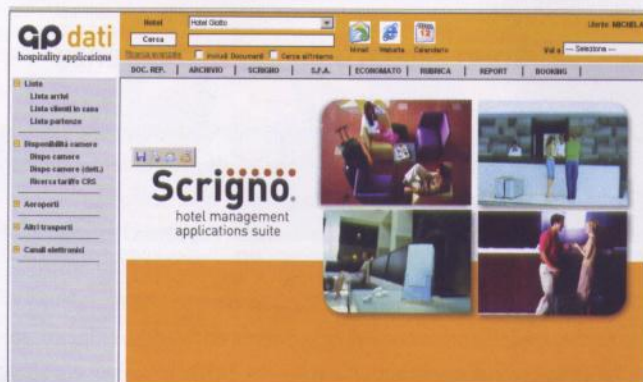 GP dati
hospitality applications
Hotel
Hotel Giotto
Cerca
Ricerca avanzata
Includi Documenti
Cerca all'interno
Hmail
Website
Calendario
12
Utente: MICHELA
Vai a
--- Seleziona ---
DOC. REP. | ARCHIVIO | SCRIGNO | S.F.A. | ECONOMATO | RUBRICA | REPORT | BOOKING |
Liste
Lista arrivi
Lista clienti in casa
Lista partenze
Disponibilità camere
Dispo camere
Dispo camere (dett.)
Ricerca tariffe CRS
Aeroporti
Altri trasporti
Canali elettronici
Scrigno
hotel management
applications suite